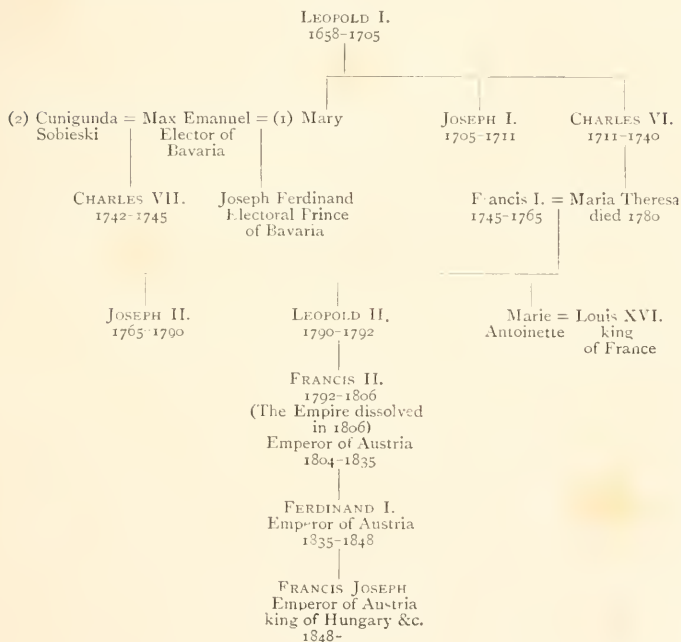 LEOPOLD I.
1658-1705
(2) Cunigunda = Max Emanuel = (1) Mary
Sobieski
Elector of
Bavaria
JOSEPH I.
1705-1711
CHARLES VI.
1711-1740
CHARLES VII.
1742-1745
Joseph Ferdinand
Electoral Prince
of Bavaria
Francis I. = Maria Theresa
1745-1765
died 1780
JOSEPH II.
1765-1790
LEOPOLD II.
1790-1792
Marie = Louis XVI.
Antoinette
king
of France
FRANCIS II.
1792-1806
(The Empire dissolved
in 1806)
Emperor of Austria
1804-1835
FERDINAND I.
Emperor of Austria
1835-1848
FRANCIS JOSEPH
Emperor of Austria
king of Hungary &c.
1848-